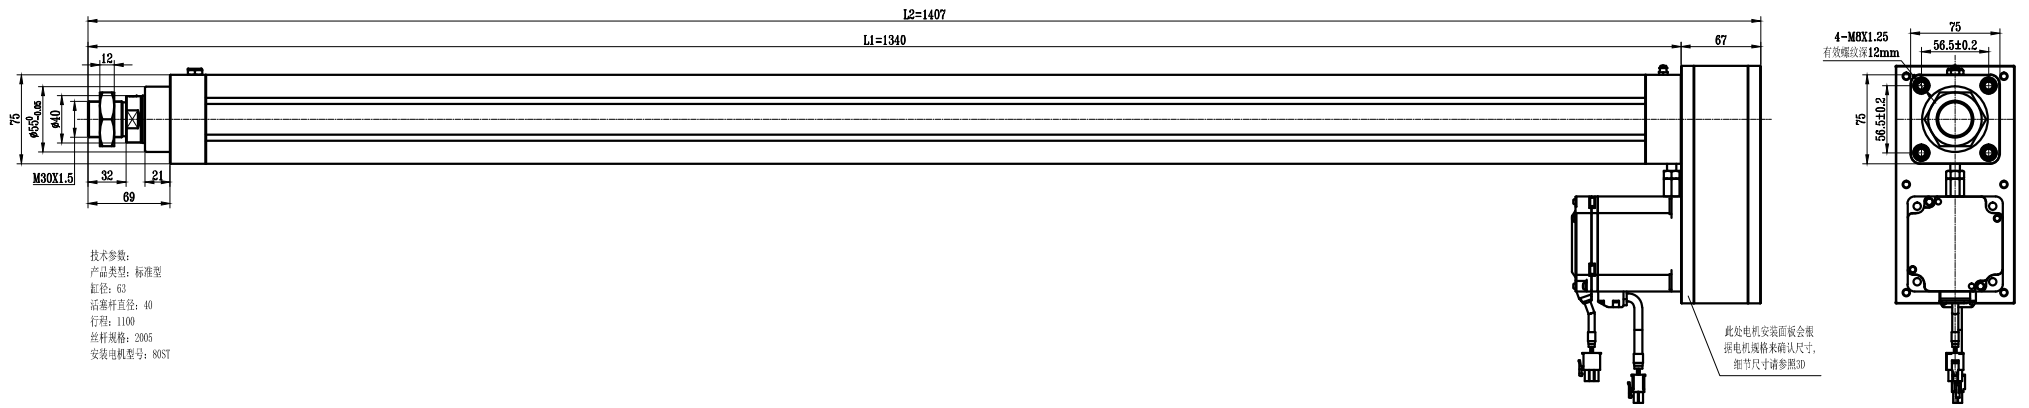 L2=1407
L1=1340
67
12
75
ø55 0 -0.05
ø40
M30X1.5
32
21
69
4-M8X1.25
有效螺纹深12mm
75
56.5±0.2
75
56.5±0.2
技术参数:
产品类型: 标准型
缸径: 63
活塞杆直径: 40
行程: 1100
丝杆规格: 2005
安装电机型号: 80ST
此处电机安装面板会根
据电机规格来确认尺寸,
细节尺寸请参照3D